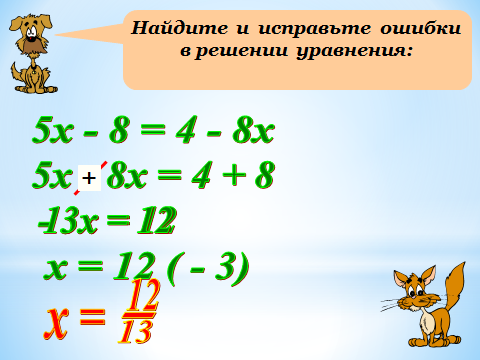 Найдите и исправьте ошибки
в решении уравнения:
5x - 8 = 4 - 8x
5x + 8x = 4 + 8
-13x = 12
x = 12 ( - 3)
x = 12/13